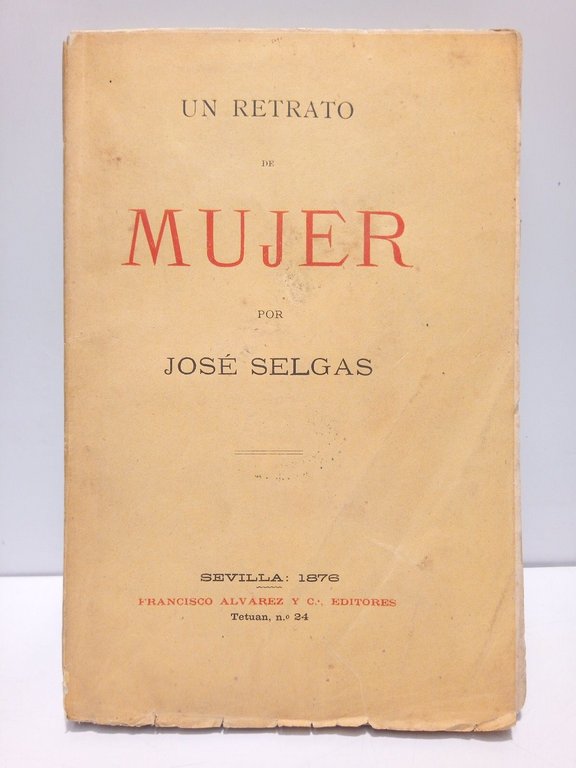 UN RETRATO
DE
MUJER
POR
JOSÉ SELGAS
SEVILLA: 1876
FRANCISCO ALVAREZ Y C.ª, EDITORES
Tetuan, n.º 24